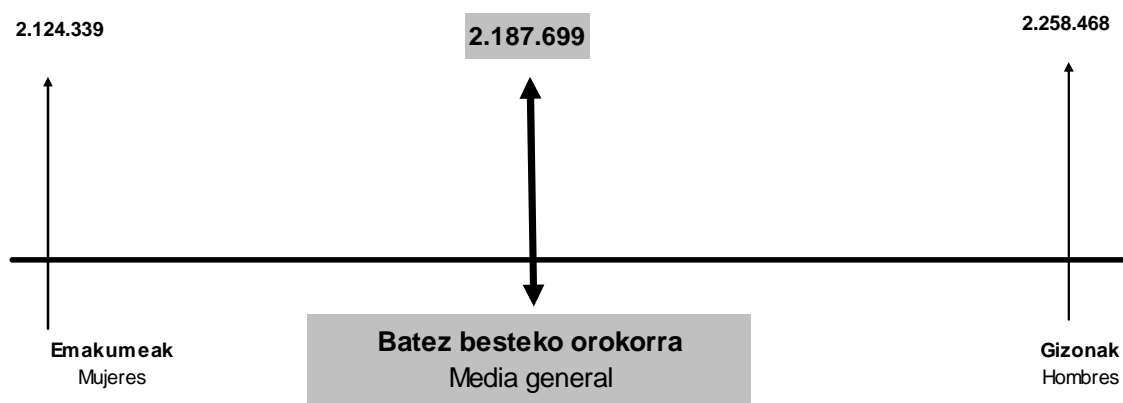 2.124.339
2.187.699
2.258.468
Emakumeak
Mujeres
Batez besteko orokorra
Media general
Gizonak
Hombres